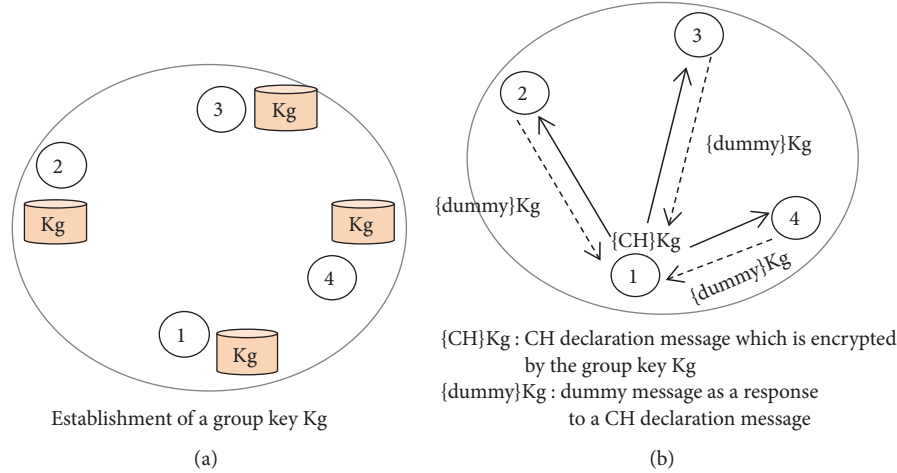 3
Kg
2
Kg
Kg
4
1
Kg
Establishment of a group key Kg
(a)
3
2
{dummy}Kg
{dummy}Kg
4
{CH}Kg
1
{dummy}Kg
{CH}Kg : CH declaration message which is encrypted
by the group key Kg
{dummy}Kg : dummy message as a response
to a CH declaration message
(b)